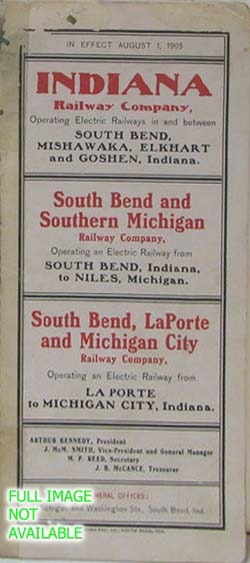 IN EFFECT AUGUST 1, 1905
INDIANA
Railway Company,
Operating Electric Railways in and between
SOUTH BEND,
MISHAWAKA, ELKHART
and GOSHEN, Indiana.
South Bend and
Southern Michigan
Railway Company,
Operating an Electric Railway from
SOUTH BEND, Indiana,
to NILES, Michigan.
South Bend, LaPorte
and Michigan City
Railway Company,
Operating an Electric Railway from
LA PORTE
to MICHIGAN CITY, Indiana.
ARTHUR KENNEDY, President
J. McM. SMITH, Vice-President and General Manager
M. P. REED, Secretary
J. B. McCANCE, Treasurer
GENERAL OFFICES:
Michigan and Washington Sts., South Bend, Ind.
FULL IMAGE
NOT
AVAILABLE